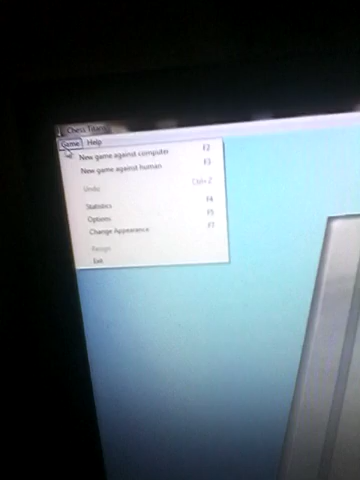 Chess Titans
Game Help
New game against computer F2
New game against human F3
Undo Ctrl+Z
Statistics F4
Options F5
Change Appearance F7
Resign
Exit